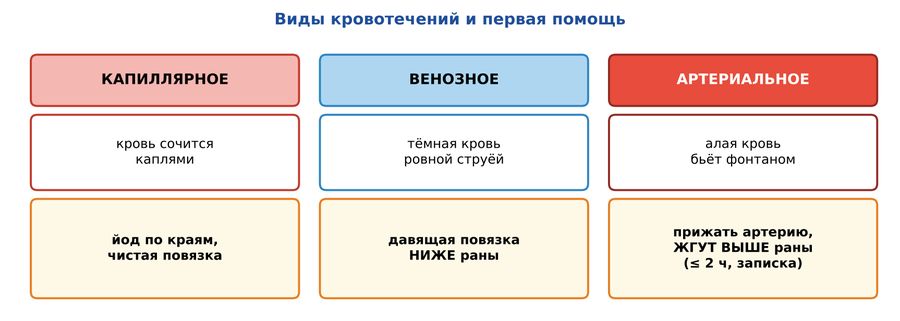 Виды кровотечений и первая помощь
КАПИЛЛЯРНОЕ
ВЕНОЗНОЕ
АРТЕРИАЛЬНОЕ
кровь сочится
каплями
тёмная кровь
ровной струёй
алая кровь
бьёт фонтаном
йод по краям,
чистая повязка
давящая повязка
НИЖЕ раны
прижать артерию,
ЖГУТ ВЫШЕ раны
(≤ 2 ч, записка)